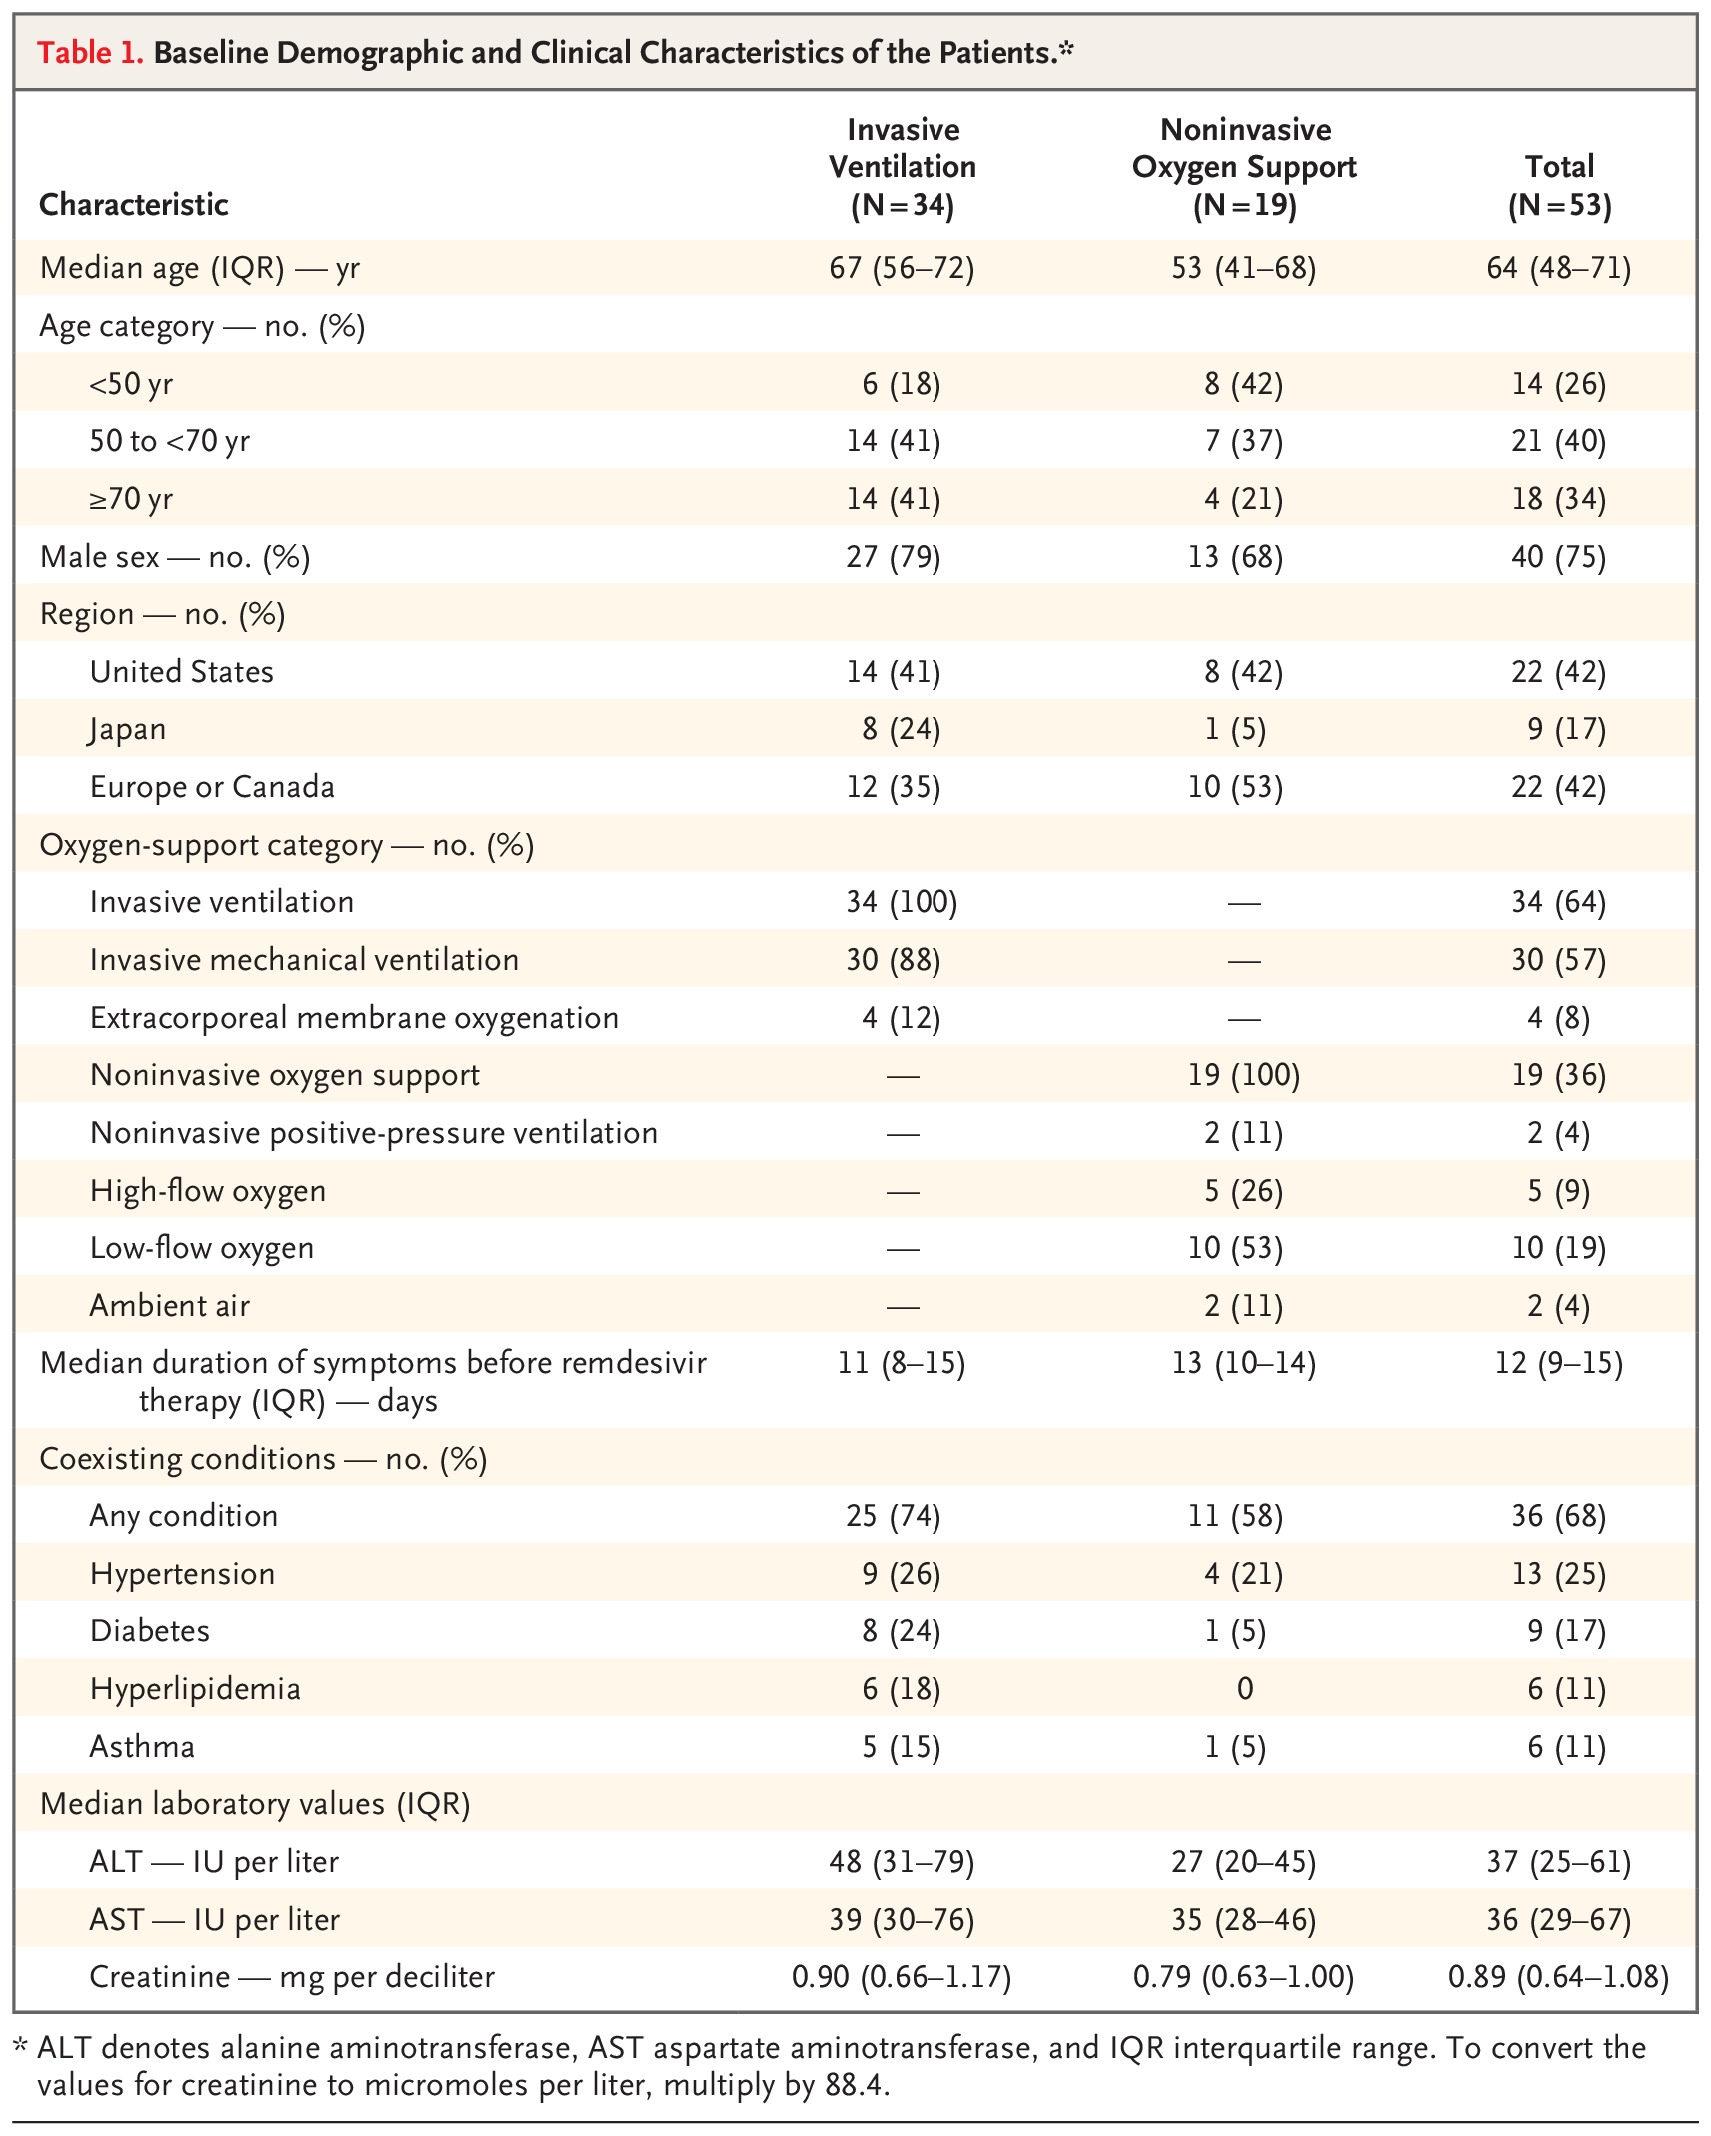 Table 1. Baseline Demographic and Clinical Characteristics of the Patients.*
Characteristic Invasive Ventilation (N=34) Noninvasive Oxygen Support (N=19) Total (N=53)
Median age (IQR) — yr 67 (56–72) 53 (41–68) 64 (48–71)
Age category — no. (%)
<50 yr 6 (18) 8 (42) 14 (26)
50 to <70 yr 14 (41) 7 (37) 21 (40)
≥70 yr 14 (41) 4 (21) 18 (34)
Male sex — no. (%) 27 (79) 13 (68) 40 (75)
Region — no. (%)
United States 14 (41) 8 (42) 22 (42)
Japan 8 (24) 1 (5) 9 (17)
Europe or Canada 12 (35) 10 (53) 22 (42)
Oxygen-support category — no. (%)
Invasive ventilation 34 (100) — 34 (64)
Invasive mechanical ventilation 30 (88) — 30 (57)
Extracorporeal membrane oxygenation 4 (12) — 4 (8)
Noninvasive oxygen support — 19 (100) 19 (36)
Noninvasive positive-pressure ventilation — 2 (11) 2 (4)
High-flow oxygen — 5 (26) 5 (9)
Low-flow oxygen — 10 (53) 10 (19)
Ambient air — 2 (11) 2 (4)
Median duration of symptoms before remdesivir 11 (8–15) 13 (10–14) 12 (9–15)
therapy (IQR) — days
Coexisting conditions — no. (%)
Any condition 25 (74) 11 (58) 36 (68)
Hypertension 9 (26) 4 (21) 13 (25)
Diabetes 8 (24) 1 (5) 9 (17)
Hyperlipidemia 6 (18) 0 6 (11)
Asthma 5 (15) 1 (5) 6 (11)
Median laboratory values (IQR)
ALT — IU per liter 48 (31–79) 27 (20–45) 37 (25–61)
AST — IU per liter 39 (30–76) 35 (28–46) 36 (29–67)
Creatinine — mg per deciliter 0.90 (0.66–1.17) 0.79 (0.63–1.00) 0.89 (0.64–1.08)
* ALT denotes alanine aminotransferase, AST aspartate aminotransferase, and IQR interquartile range. To convert the
values for creatinine to micromoles per liter, multiply by 88.4.